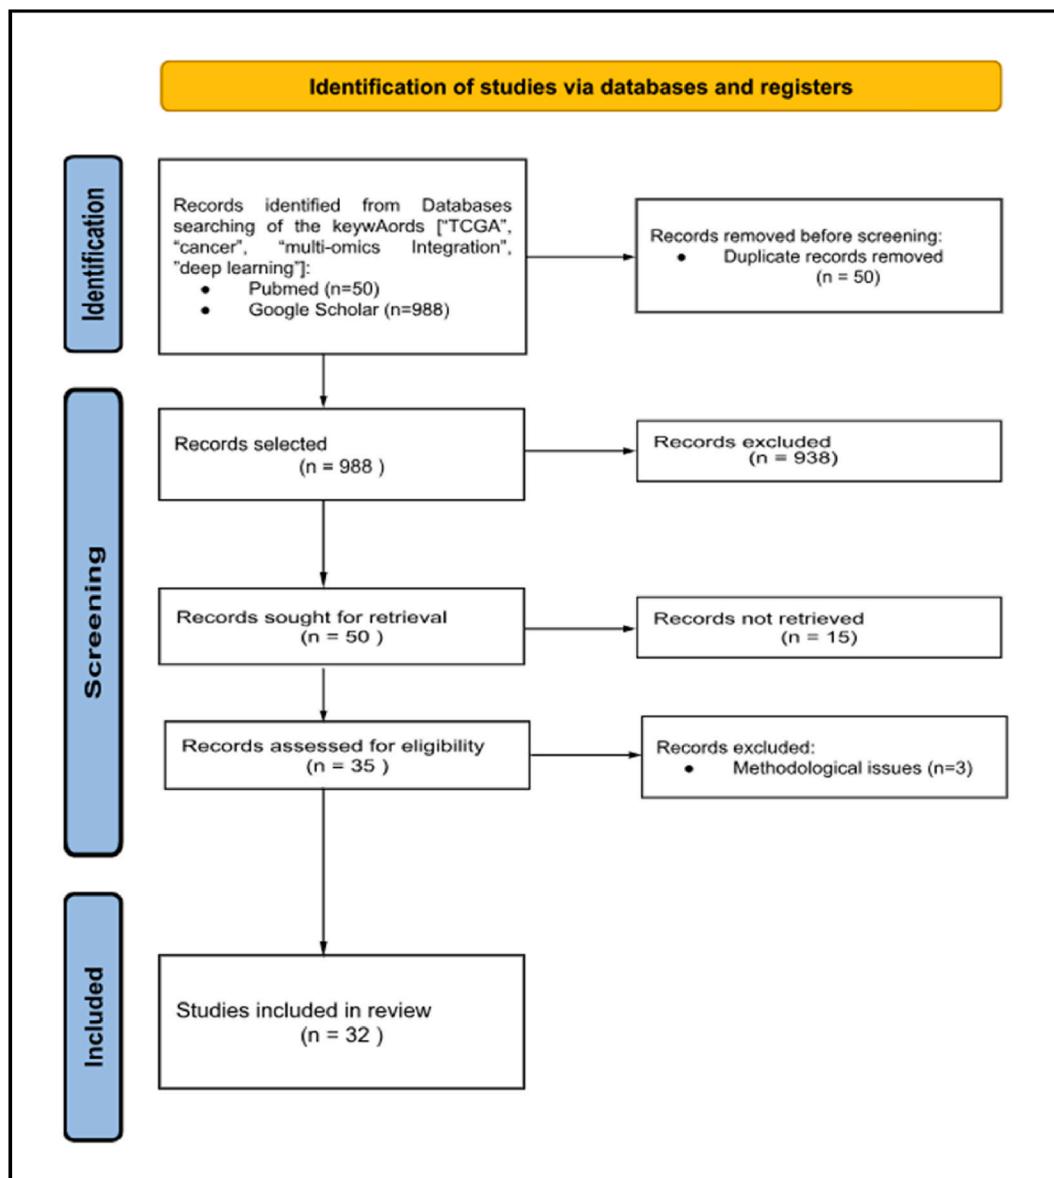 Identification of studies via databases and registers
Identification
Records identified from Databases
searching of the keywAords [“TCGA”,
“cancer”, “multi-omics Integration”,
”deep learning”]:
● Pubmed (n=50)
● Google Scholar (n=988)
Records removed before screening:
● Duplicate records removed
(n = 50)
Screening
Records selected
(n = 988 )
Records excluded
(n = 938)
Records sought for retrieval
(n = 50 )
Records not retrieved
(n = 15)
Records assessed for eligibility
(n = 35 )
Records excluded:
● Methodological issues (n=3)
Included
Studies included in review
(n = 32 )